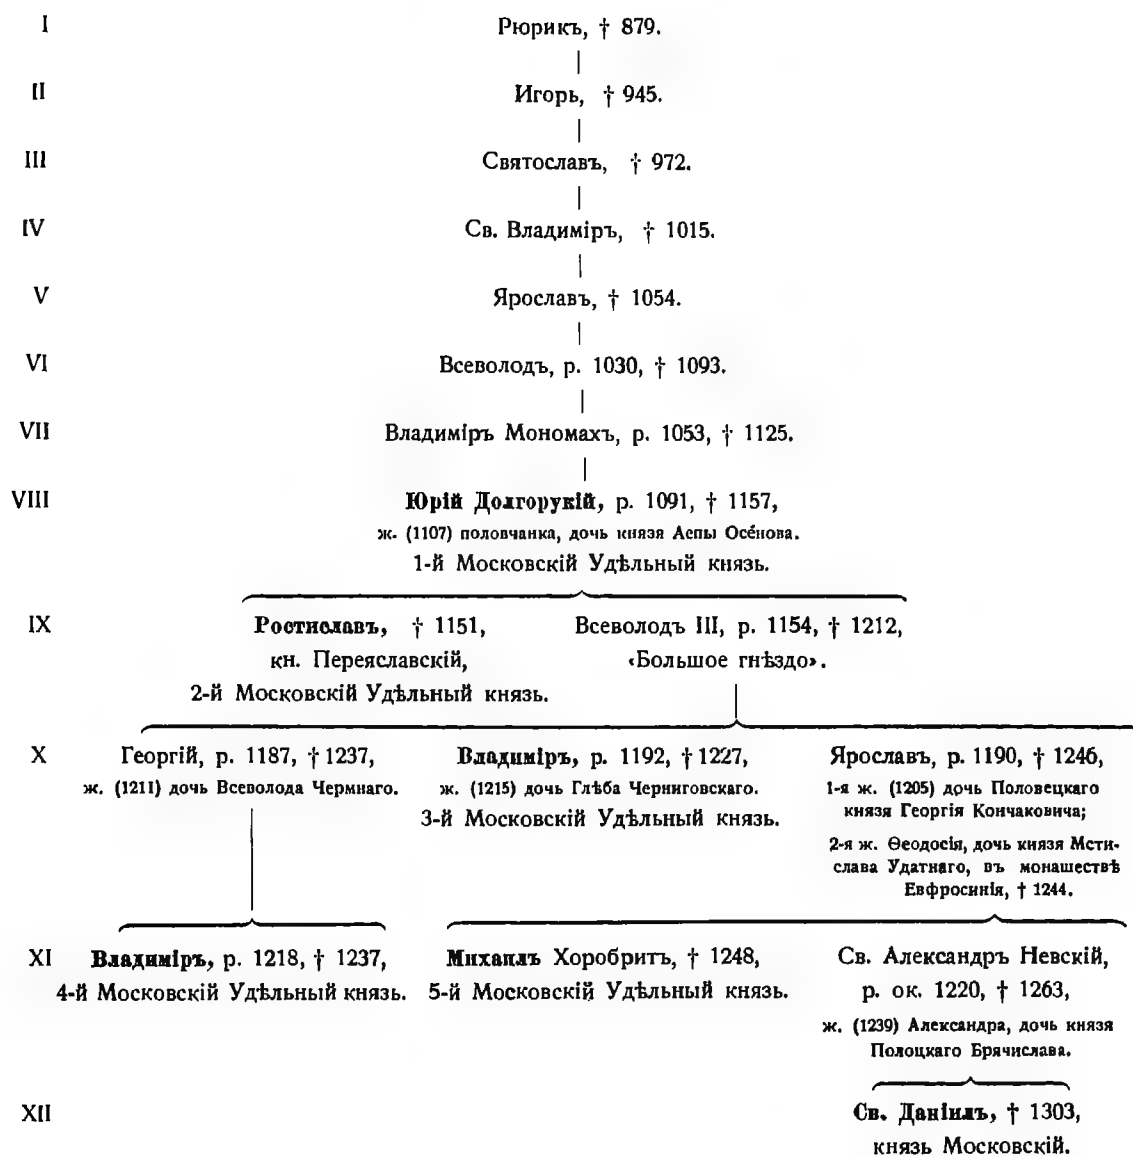 I Рюрикъ, † 879.
II Игорь, † 945.
III Святославъ, † 972.
IV Св. Владиміръ, † 1015.
V Ярославъ, † 1054.
VI Всеволодъ, р. 1030, † 1093.
VII Владиміръ Мономахъ, р. 1053, † 1125.
VIII Юрій Долгорукій, р. 1091, † 1157,
ж. (1107) половчанка, дочь князя Аепы Осе́нова.
1-й Московскій Удѣльный князь.
IX Ростиславъ, † 1151, Всеволодъ III, р. 1154, † 1212,
кн. Переяславскій, «Большое гнѣздо».
2-й Московскій Удѣльный князь.
X Георгій, р. 1187, † 1237, Владиміръ, р. 1192, † 1227, Ярославъ, р. 1190, † 1246,
ж. (1211) дочь Всеволода Чермнаго. ж. (1215) дочь Глѣба Черниговскаго. 1-я ж. (1205) дочь Половецкаго
3-й Московскій Удѣльный князь. князя Георгія Кончаковича;
2-я ж. Ѳеодосія, дочь князя Мсти-
слава Удатнаго, въ монашествѣ
Евфросинія, † 1244.
XI Владиміръ, р. 1218, † 1237, Михаилъ Хоробритъ, † 1248, Св. Александръ Невскій,
4-й Московскій Удѣльный князь. 5-й Московскій Удѣльный князь. р. ок. 1220, † 1263,
ж. (1239) Александра, дочь князя
Полоцкаго Брячислава.
XII Св. Даніилъ, † 1303,
князь Московскій.